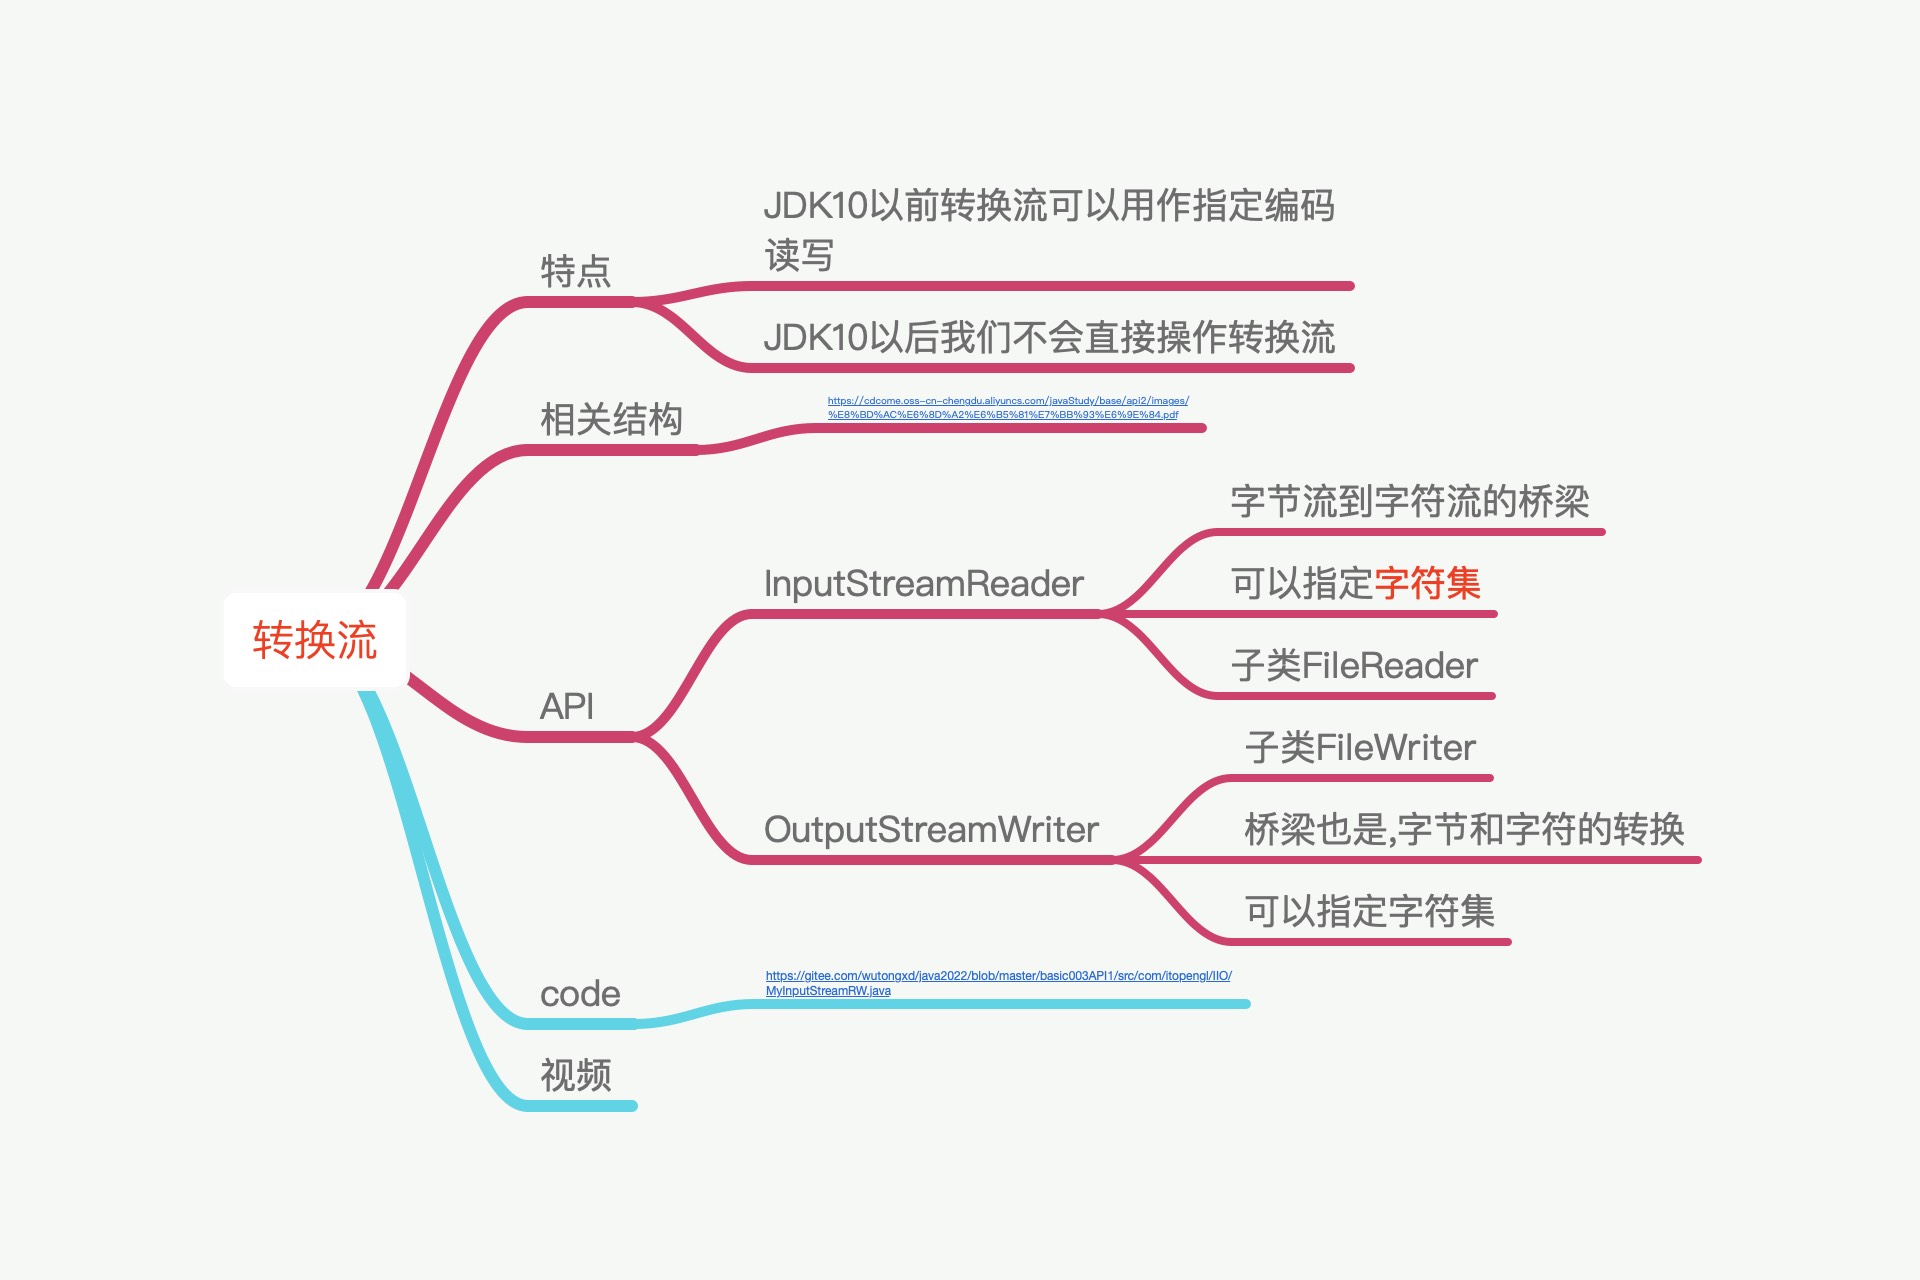 转换流
特点
JDK10以前转换流可以用作指定编码
读写
JDK10以后我们不会直接操作转换流
相关结构
https://cdcome.oss-cn-chengdu.aliyuncs.com/javaStudy/base/api2/images/
%E8%BD%AC%E6%8D%A2%E6%B5%81%E7%BB%93%E6%9E%84.pdf
API
InputStreamReader
字节流到字符流的桥梁
可以指定字符集
子类FileReader
OutputStreamWriter
子类FileWriter
桥梁也是,字节和字符的转换
可以指定字符集
code
https://gitee.com/wutongxd/java2022/blob/master/basic003API1/src/com/itopengl/IIO/
MyInputStreamRW.java
视频